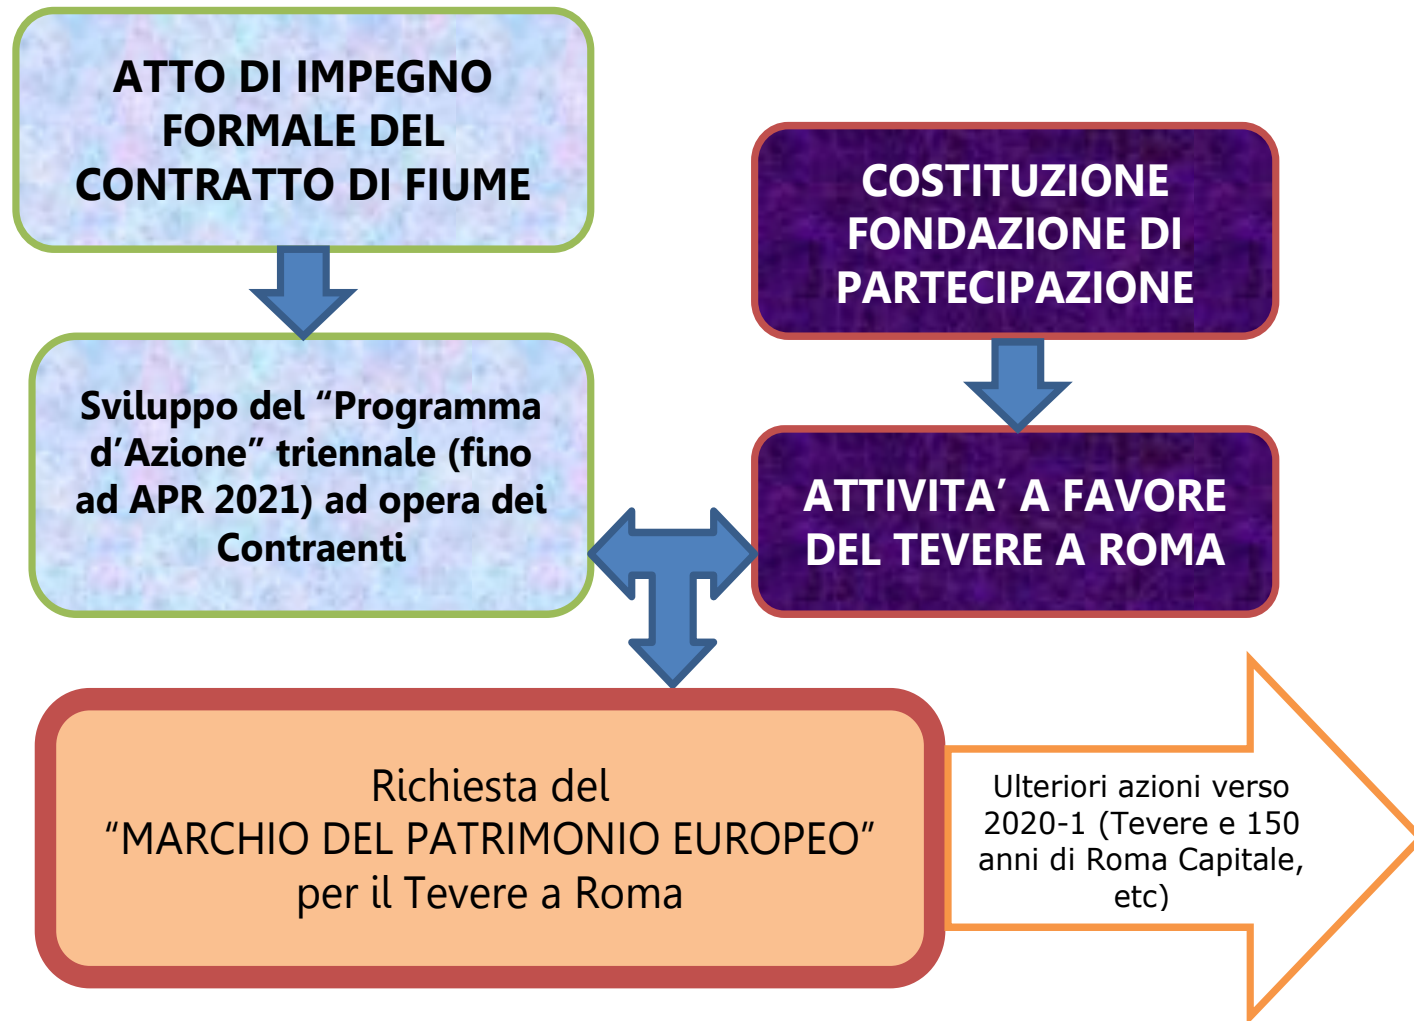 ATTO DI IMPEGNO
FORMALE DEL
CONTRATTO DI FIUME
COSTITUZIONE
FONDAZIONE DI
PARTECIPAZIONE
Sviluppo del “Programma
d’Azione” triennale (fino
ad APR 2021) ad opera dei
Contraenti
ATTIVITA’ A FAVORE
DEL TEVERE A ROMA
Richiesta del
“MARCHIO DEL PATRIMONIO EUROPEO”
per il Tevere a Roma
Ulteriori azioni verso
2020-1 (Tevere e 150
anni di Roma Capitale,
etc)